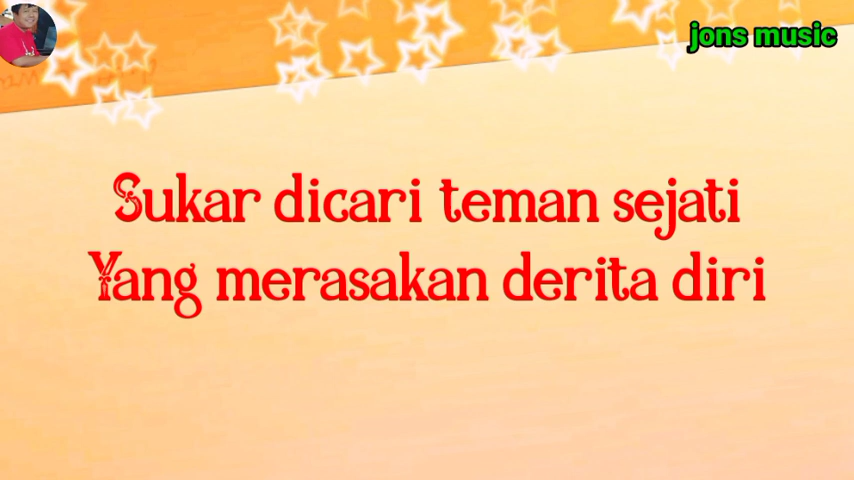 jons music
Sukar dicari teman sejati
Yang merasakan derita diri